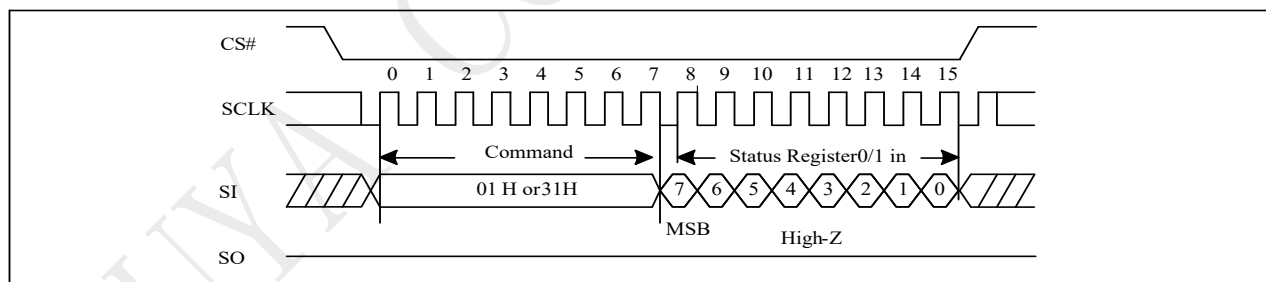 CS#
0 1 2 3 4 5 6 7 8 9 10 11 12 13 14 15
SCLK
Command Status Register0/1 in
SI 01 H or31H 7 6 5 4 3 2 1 0
MSB High-Z
SO